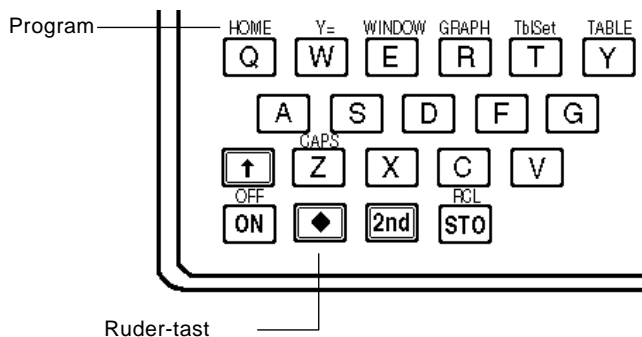 Program
HOME Y= WINDOW GRAPH TblSet TABLE
Q W E R T Y
A S D F G
CAPS
↑ Z X C V
OFF RCL
ON ◆ 2nd STO
Ruder-tast